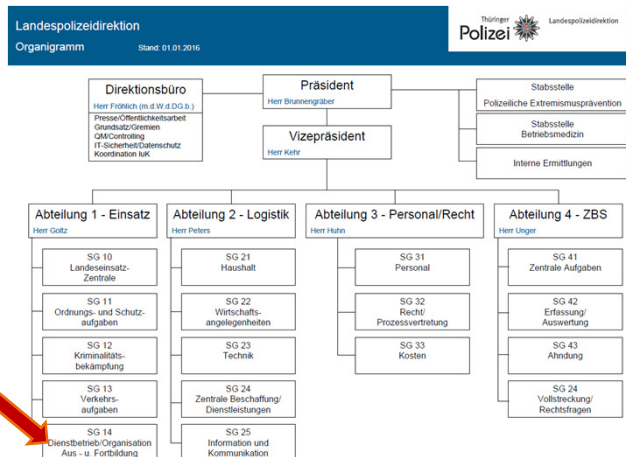 Landespolizeidirektion
Organigramm Stand: 01.01.2016
Thüringer
Polizei
Landespolizeidirektion
Direktionsbüro
Herr Fröhlich (m.d.W.d.DG.b.)
Presse/Öffentlichkeitsarbeit
Grundsatz/Gremien
QM/Controlling
IT-Sicherheit/Datenschutz
Koordination IuK
Präsident
Herr Brunnengräber
Vizepräsident
Herr Kehr
Stabsstelle
Polizeiliche Extremismusprävention
Stabsstelle
Betriebsmedizin
Interne Ermittlungen
Abteilung 1 - Einsatz
Herr Goltz
SG 10
Landeseinsatz-
Zentrale
SG 11
Ordnungs- und Schutz-
aufgaben
SG 12
Kriminalitäts-
bekämpfung
SG 13
Verkehrs-
aufgaben
SG 14
Dienstbetrieb/Organisation
Aus - u. Fortbildung
Abteilung 2 - Logistik
Herr Peters
SG 21
Haushalt
SG 22
Wirtschafts-
angelegenheiten
SG 23
Technik
SG 24
Zentrale Beschaffung/
Dienstleistungen
SG 25
Information und
Kommunikation
Abteilung 3 - Personal/Recht
Herr Huhn
SG 31
Personal
SG 32
Recht/
Prozessvertretung
SG 33
Kosten
Abteilung 4 - ZBS
Herr Unger
SG 41
Zentrale Aufgaben
SG 42
Erfassung/
Auswertung
SG 43
Ahndung
SG 24
Vollstreckung/
Rechtsfragen